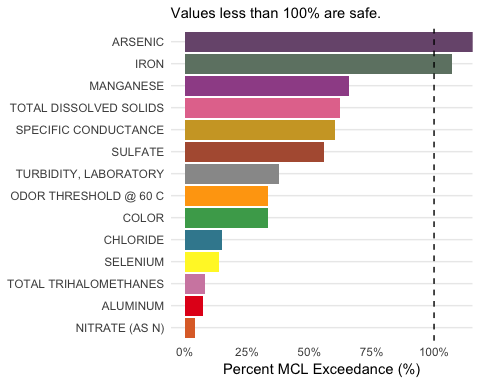 Values less than 100% are safe.
ARSENIC
IRON
MANGANESE
TOTAL DISSOLVED SOLIDS
SPECIFIC CONDUCTANCE
SULFATE
TURBIDITY, LABORATORY
ODOR THRESHOLD @ 60 C
COLOR
CHLORIDE
SELENIUM
TOTAL TRIHALOMETHANES
ALUMINUM
NITRATE (AS N)
0% 25% 50% 75% 100%
Percent MCL Exceedance (%)